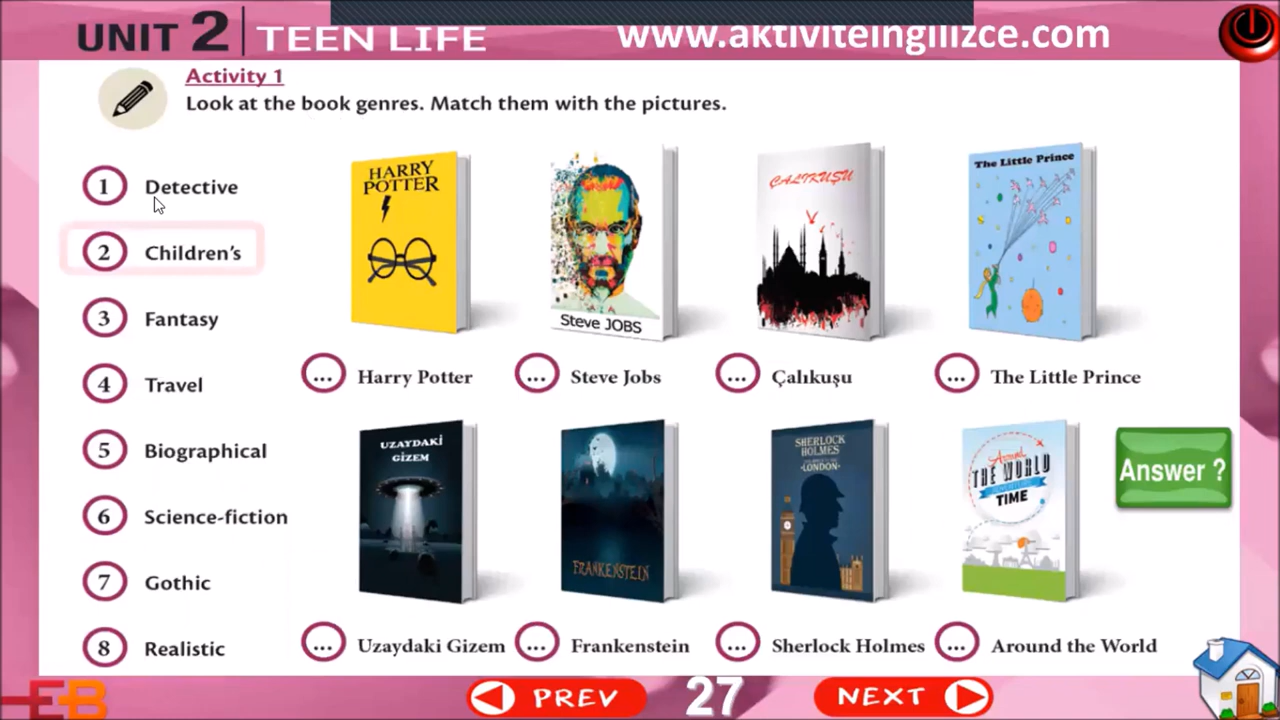 UNIT 2 TEEN LIFE
www.aktiviteingilizce.com
Activity 1
Look at the book genres. Match them with the pictures.
1 Detective
2 Children's
3 Fantasy
4 Travel
5 Biographical
6 Science-fiction
7 Gothic
8 Realistic
HARRY
POTTER
Steve JOBS
ÇALIKUŞU
The Little Prince
... Harry Potter
... Steve Jobs
... Çalıkuşu
... The Little Prince
UZAYDAKİ
GİZEM
FRANKENSTEIN
SHERLOCK
HOLMES
LONDON
Around
THE WORLD
TIME
Answer ?
... Uzaydaki Gizem
... Frankenstein
... Sherlock Holmes
... Around the World
EB
PREV
27
NEXT